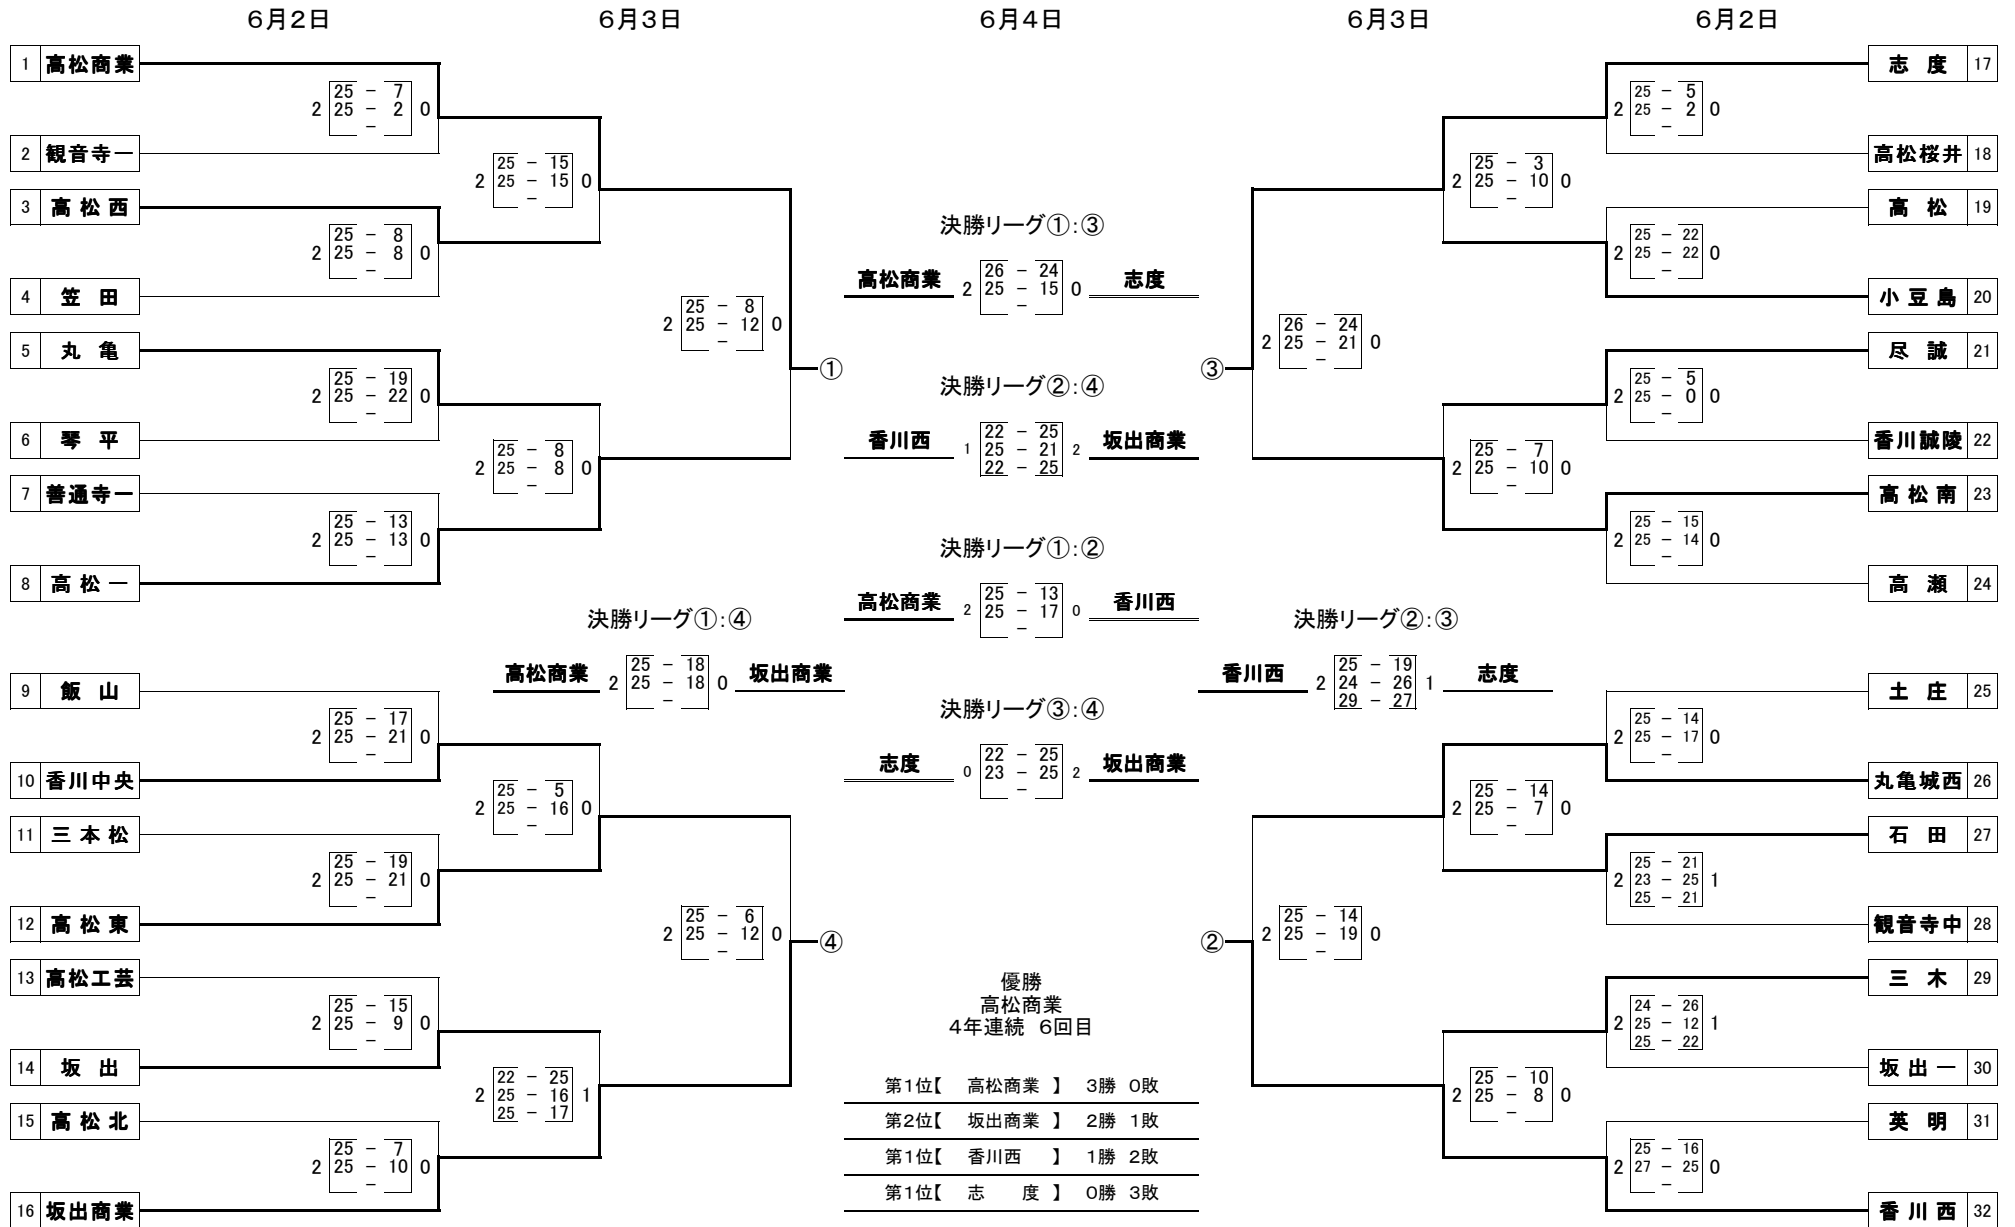 6月2日 6月3日 6月4日 6月3日 6月2日
1 高松商業
25 - 7
2 25 - 2 0
-
2 観音寺一
25 - 15
2 25 - 15 0
-
3 高松西
25 - 8
2 25 - 8 0
-
4 笠田
25 - 8
2 25 - 12 0
-
①
5 丸亀
25 - 19
2 25 - 22 0
-
6 琴平
25 - 8
2 25 - 8 0
-
7 善通寺一
25 - 13
2 25 - 13 0
-
8 高松一
9 飯山
25 - 17
2 25 - 21 0
-
10 香川中央
25 - 5
2 25 - 16 0
-
11 三本松
25 - 19
2 25 - 21 0
-
12 高松東
25 - 6
2 25 - 12 0
-
④
13 高松工芸
25 - 15
2 25 - 9 0
-
14 坂出
22 - 25
2 25 - 16 1
25 - 17
15 高松北
25 - 7
2 25 - 10 0
-
16 坂出商業
決勝リーグ①:③
26 - 24
高松商業 2 25 - 15 0 志度
-
決勝リーグ②:④
22 - 25
香川西 1 25 - 21 2 坂出商業
22 - 25
決勝リーグ①:②
25 - 13
高松商業 2 25 - 17 0 香川西
-
決勝リーグ①:④
25 - 18
高松商業 2 25 - 18 0 坂出商業
-
決勝リーグ②:③
25 - 19
香川西 2 24 - 26 1 志度
29 - 27
決勝リーグ③:④
22 - 25
志度 0 23 - 25 2 坂出商業
-
優勝
高松商業
4年連続 6回目
第1位【 高松商業 】 3勝 0敗
第2位【 坂出商業 】 2勝 1敗
第1位【 香川西 】 1勝 2敗
第1位【 志 度 】 0勝 3敗
志度 17
25 - 5
2 25 - 2 0
-
高松桜井 18
25 - 3
2 25 - 10 0
-
高松 19
25 - 22
2 25 - 22 0
-
小豆島 20
26 - 24
2 25 - 21 0
-
③
尽誠 21
25 - 5
2 25 - 0 0
-
香川誠陵 22
25 - 7
2 25 - 10 0
-
高松南 23
25 - 15
2 25 - 14 0
-
高瀬 24
土庄 25
25 - 14
2 25 - 17 0
-
丸亀城西 26
25 - 14
2 25 - 7 0
-
石田 27
25 - 21
2 23 - 25 1
25 - 21
観音寺中 28
25 - 14
2 25 - 19 0
-
②
三木 29
24 - 26
2 25 - 12 1
25 - 22
坂出一 30
25 - 10
2 25 - 8 0
-
英明 31
25 - 16
2 27 - 25 0
-
香川西 32